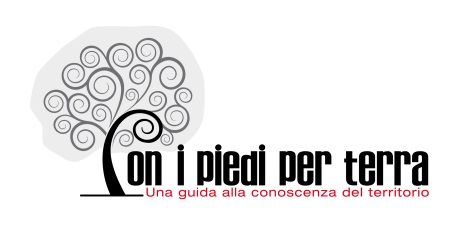 Con i piedi per terra
Una guida alla conoscenza del territorio